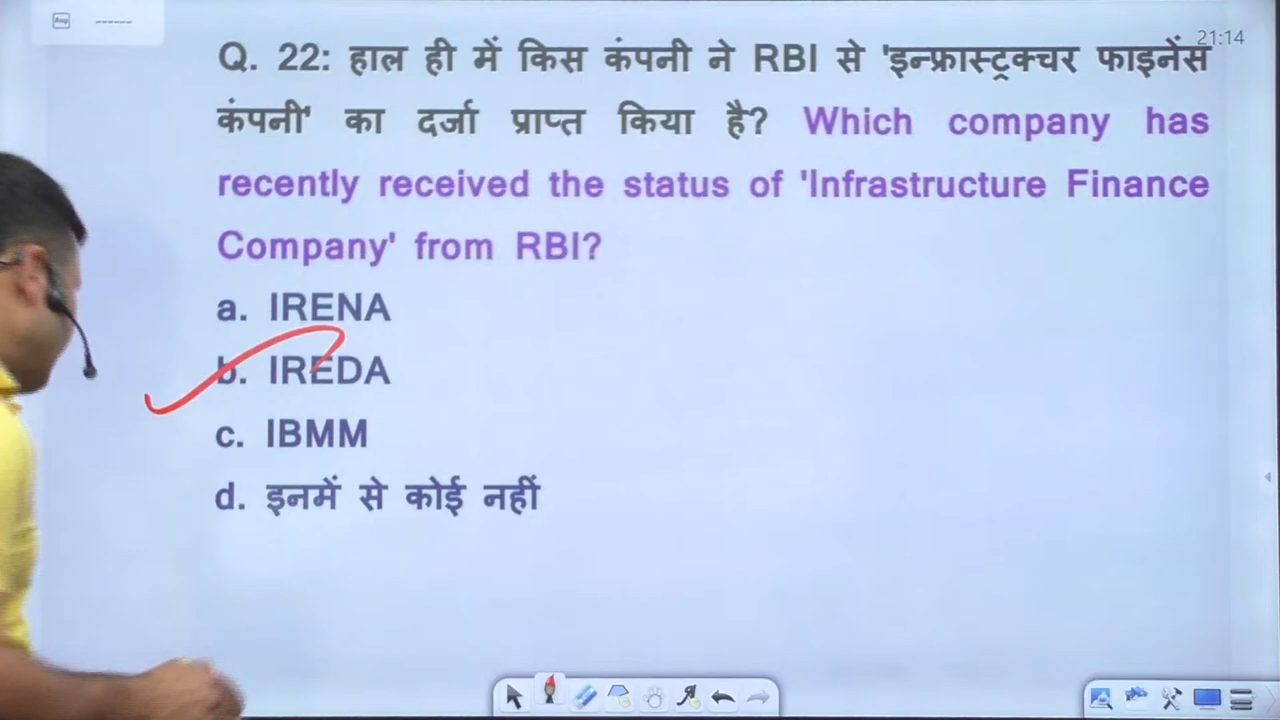 21:14
Q. 22: हाल ही में किस कंपनी ने RBI से 'इन्फ्रास्ट्रक्चर फाइनेंस
कंपनी' का दर्जा प्राप्त किया है? Which company has
recently received the status of 'Infrastructure Finance
Company' from RBI?
a. IRENA
b. IREDA
c. IBMM
d. इनमें से कोई नहीं